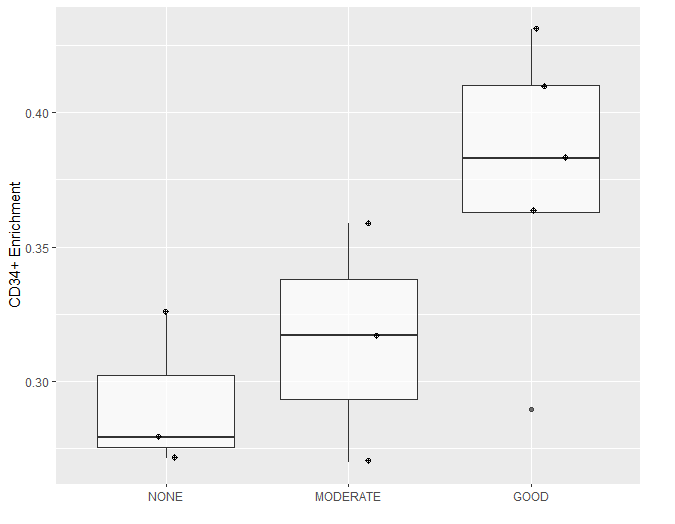 CD34+ Enrichment
0.40
0.35
0.30
NONE MODERATE GOOD